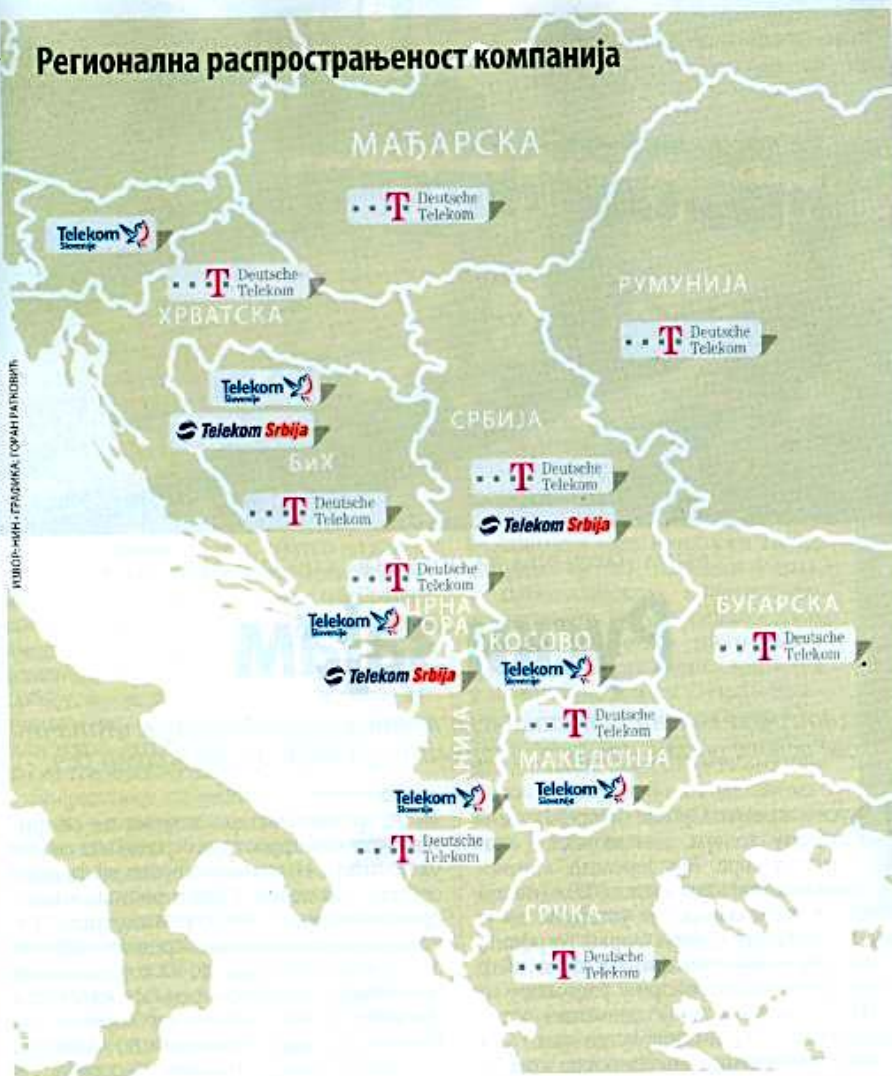 Регионална распрострањеност компанија
МАЂАРСКА
Deutsche
T Telekom
Telekom
Slovenije
Deutsche
T Telekom
ХРВАТСКА
РУМУНИЈА
Deutsche
T Telekom
Telekom
Slovenije
Telekom Srbija
БиХ
СРБИЈА
Deutsche
T Telekom
Telekom Srbija
Deutsche
T Telekom
Deutsche
T Telekom
ЦРНА
ГОРА
Telekom
Slovenije
Telekom Srbija
КОСОВО
Telekom
Slovenije
БУГАРСКА
Deutsche
T Telekom
Deutsche
T Telekom
МАКЕДОНИЈА
Telekom
Slovenije
Telekom
Slovenije
Deutsche
T Telekom
ГРЧКА
Deutsche
T Telekom
ИЗВОР: НИН • ГРАФИКА: ГОРАН РАТКОВИЋ